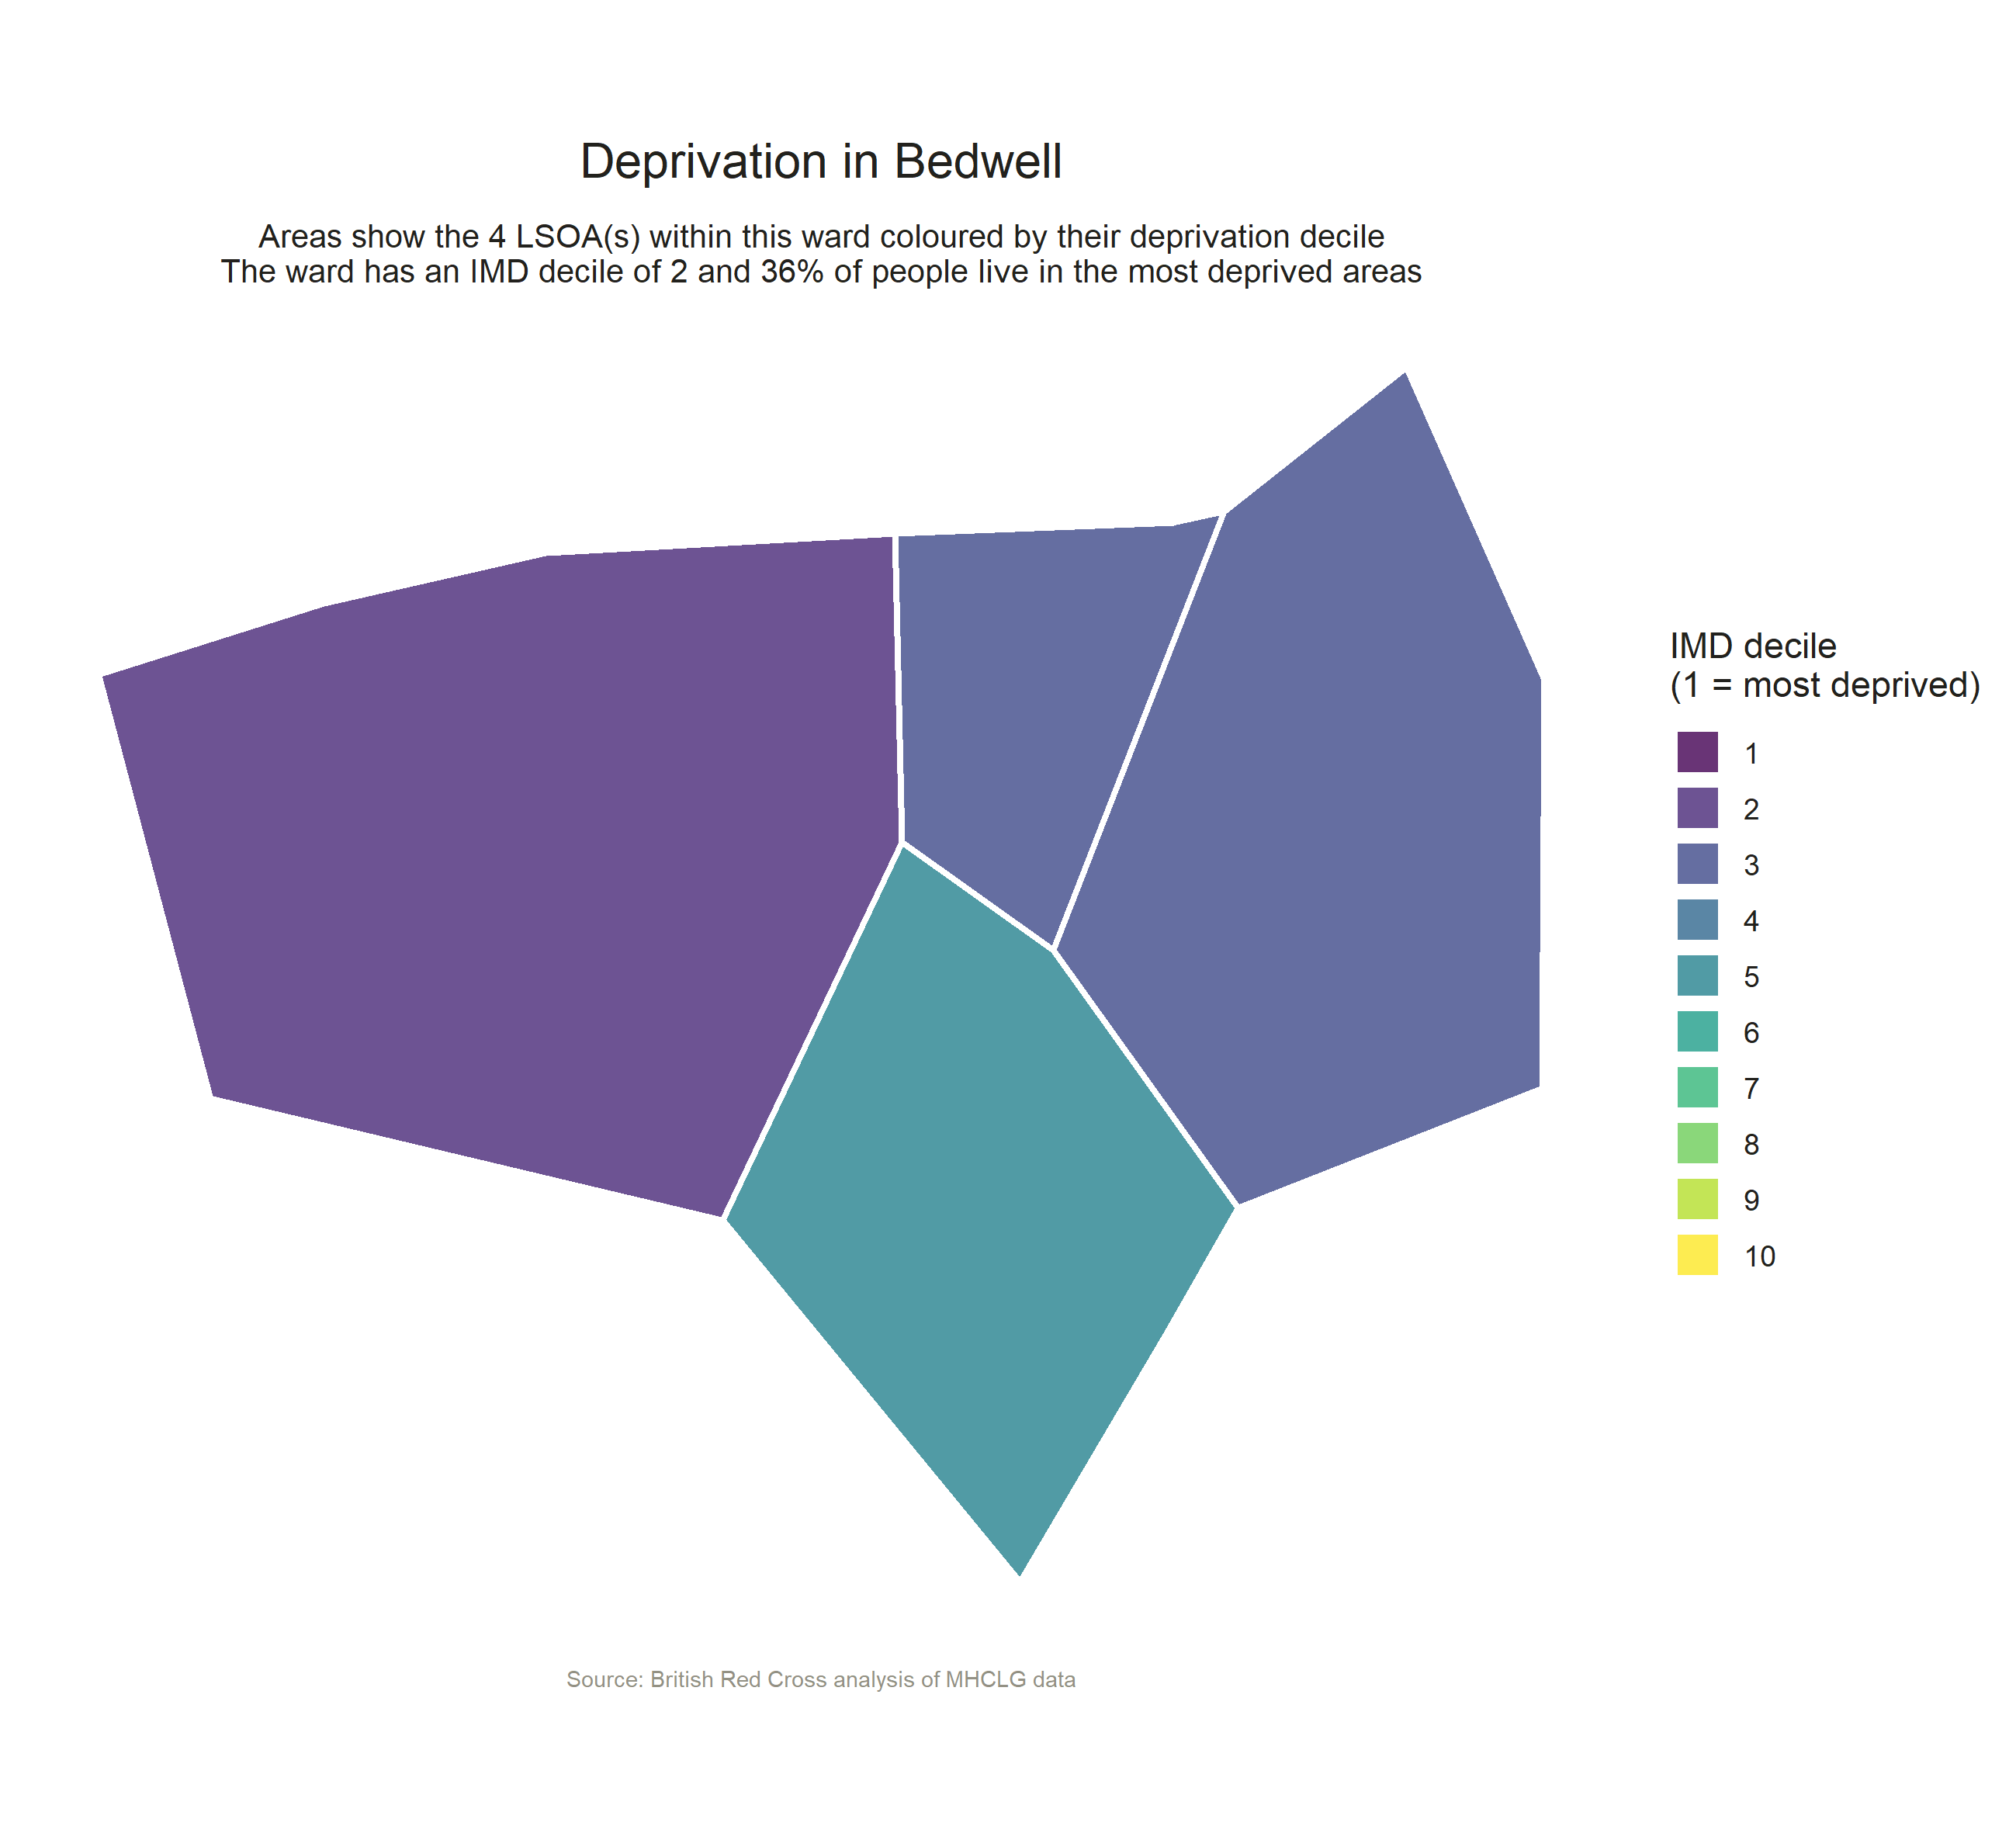 Deprivation in Bedwell
Areas show the 4 LSOA(s) within this ward coloured by their deprivation decile
The ward has an IMD decile of 2 and 36% of people live in the most deprived areas
IMD decile
(1 = most deprived)
1
2
3
4
5
6
7
8
9
10
Source: British Red Cross analysis of MHCLG data